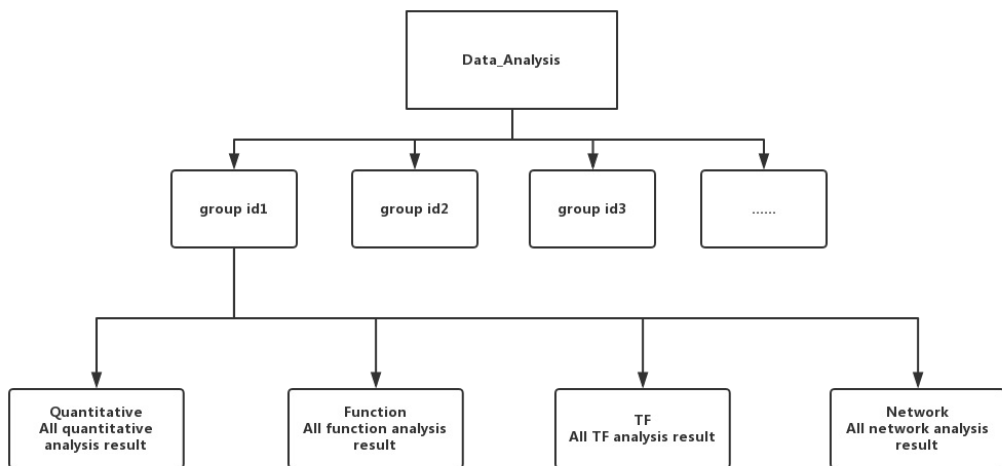 Data_Analysis
group id1
group id2
group id3
......
Quantitative
All quantitative
analysis result
Function
All function analysis
result
TF
All TF analysis result
Network
All network analysis
result